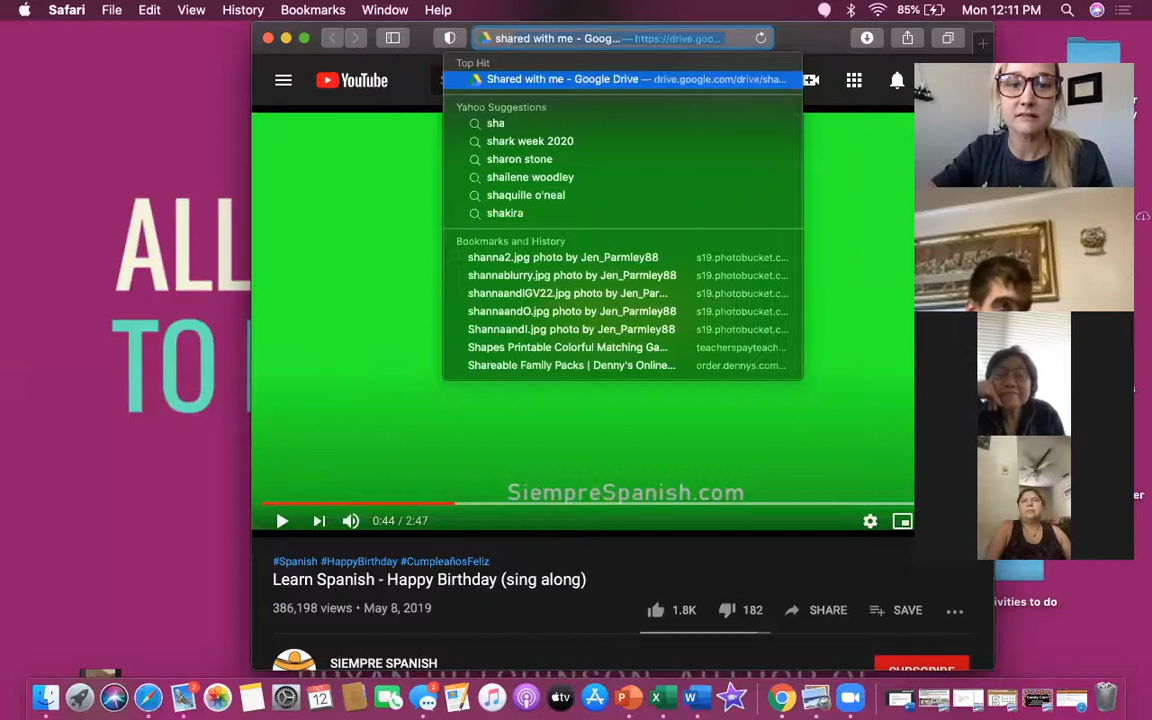 Safari File Edit View History Bookmarks Window Help 85% Mon 12:11 PM
shared with me - Goog... — https://drive.goo...
Top Hit
Shared with me - Google Drive — drive.google.com/drive/sha...
YouTube
Yahoo Suggestions
sha
shark week 2020
sharon stone
shailene woodley
shaquille o'neal
shakira
Bookmarks and History
shanna2.jpg photo by Jen_Parmley88 s19.photobucket.c...
shannablurry.jpg photo by Jen_Parmley88 s19.photobucket.c...
shannaandIGV22.jpg photo by Jen_Par... s19.photobucket.c...
shannaandO.jpg photo by Jen_Parmley88 s19.photobucket.c...
ShannaandI.jpg photo by Jen_Parmley88 s19.photobucket.c...
Shapes Printable Colorful Matching Ga... teacherspayteach...
Shareable Family Packs | Denny's Online... order.dennys.com...
ALL
TO
SiempreSpanish.com
0:44 / 2:47
#Spanish #HappyBirthday #CumpleañosFeliz
Learn Spanish - Happy Birthday (sing along)
386,198 views • May 8, 2019
1.8K 182 SHARE SAVE
ivities to do
SIEMPRE SPANISH
SUBSCRIBE
OCT
12